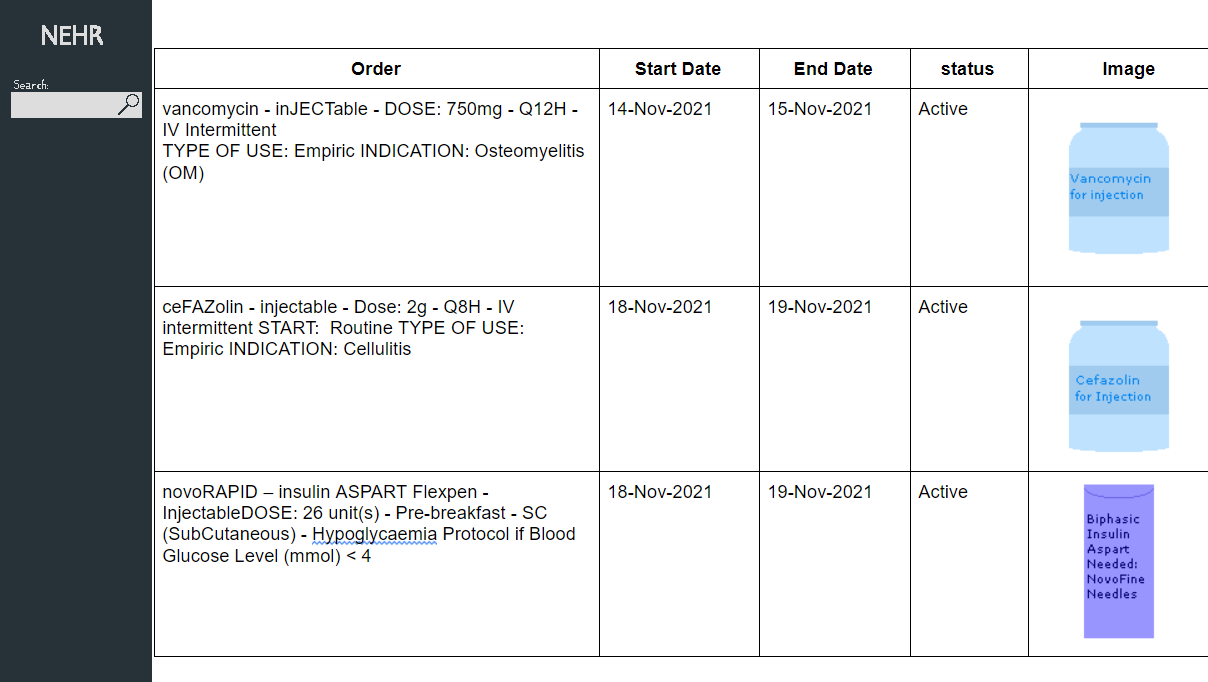 NEHR
Search:
Order Start Date End Date status Image
vancomycin - inJECTable - DOSE: 750mg - Q12H -
IV Intermittent
TYPE OF USE: Empiric INDICATION: Osteomyelitis
(OM)
14-Nov-2021
15-Nov-2021
Active
Vancomycin
for injection
ceFAZolin - injectable - Dose: 2g - Q8H - IV
intermittent START:  Routine TYPE OF USE:
Empiric INDICATION: Cellulitis
18-Nov-2021
19-Nov-2021
Active
Cefazolin
for Injection
novoRAPID – insulin ASPART Flexpen -
InjectableDOSE: 26 unit(s) - Pre-breakfast - SC
(SubCutaneous) - Hypoglycaemia Protocol if Blood
Glucose Level (mmol) < 4
18-Nov-2021
19-Nov-2021
Active
Biphasic
Insulin
Aspart
Needed:
NovoFine
Needles